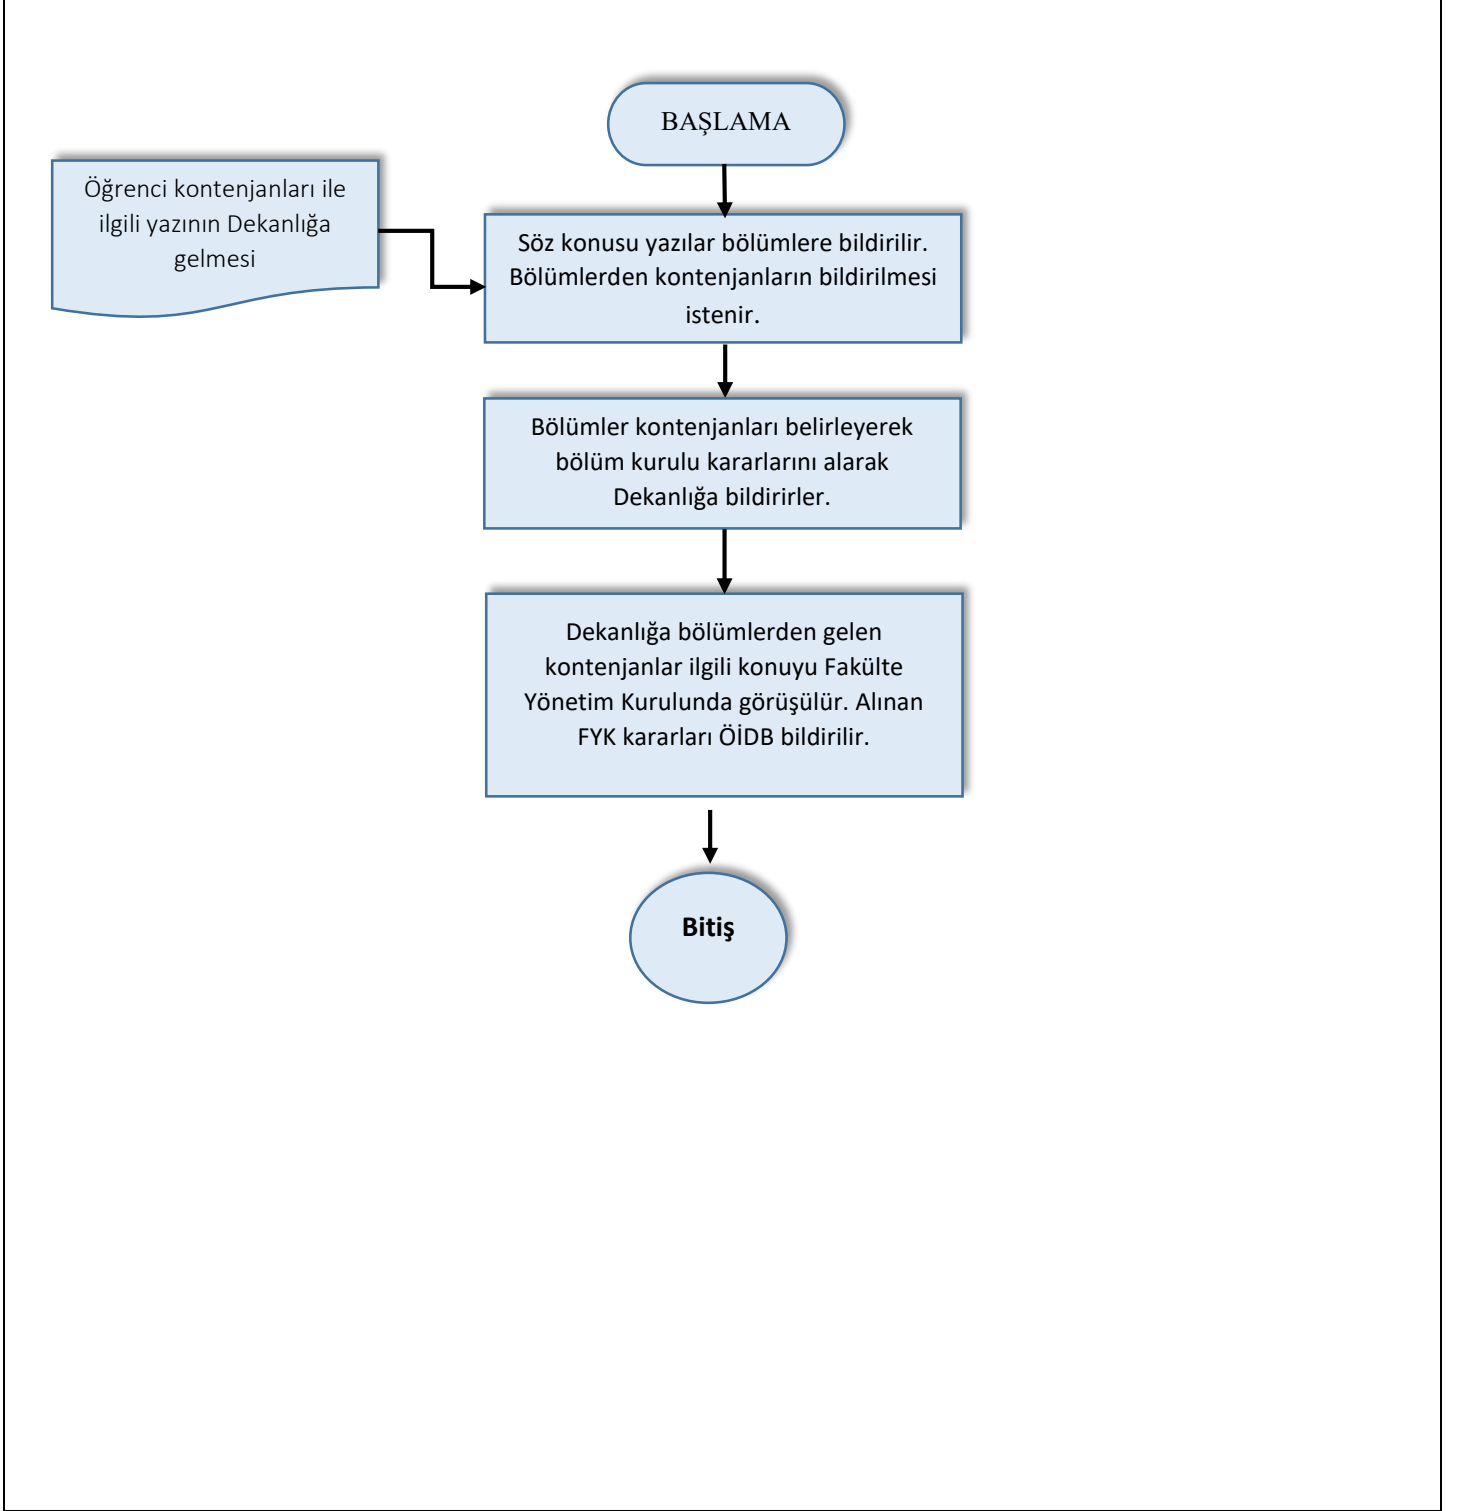 BAŞLAMA
Öğrenci kontenjanları ile
ilgili yazının Dekanlığa
gelmesi
Söz konusu yazılar bölümlere bildirilir.
Bölümlerden kontenjanların bildirilmesi
istenir.
Bölümler kontenjanları belirleyerek
bölüm kurulu kararlarını alarak
Dekanlığa bildirirler.
Dekanlığa bölümlerden gelen
kontenjanlar ilgili konuyu Fakülte
Yönetim Kurulunda görüşülür. Alınan
FYK kararları ÖİDB bildirilir.
Bitiş